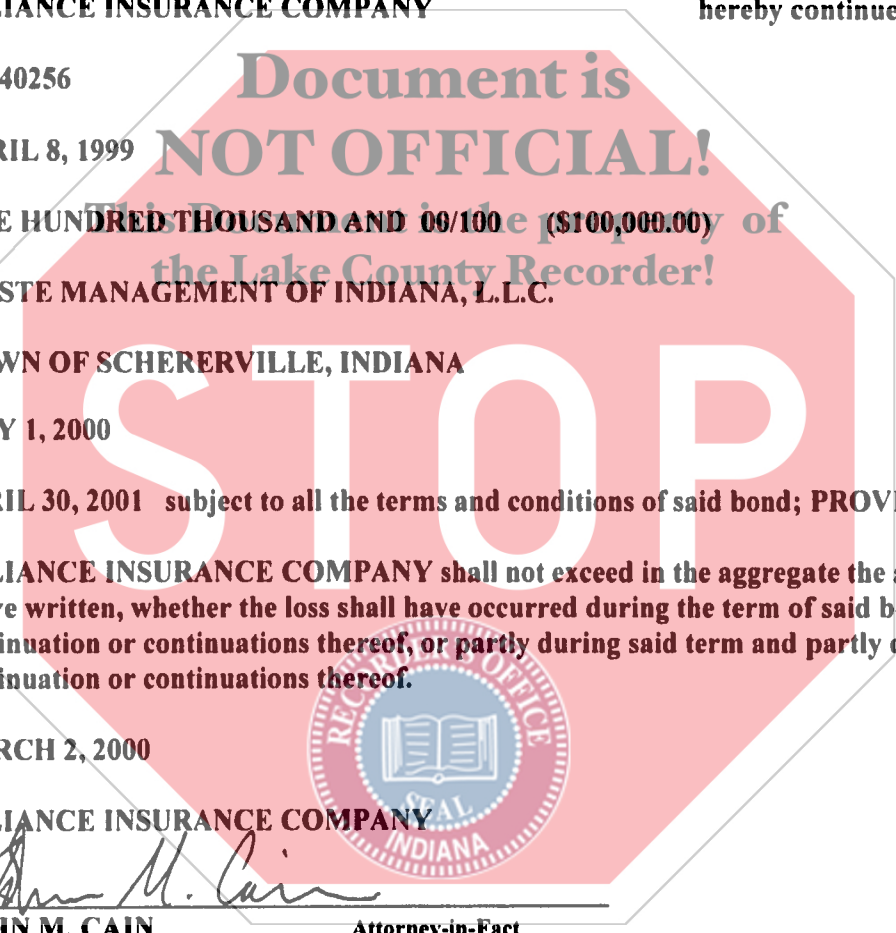 LIANCE INSURANCE COMPANY hereby continue
40256
RIL 8, 1999
E HUNDRED THOUSAND AND 00/100 ($100,000.00)
STE MANAGEMENT OF INDIANA, L.L.C.
WN OF SCHERERVILLE, INDIANA
Y 1, 2000
RIL 30, 2001 subject to all the terms and conditions of said bond; PROVI
LIANCE INSURANCE COMPANY shall not exceed in the aggregate the a
ve written, whether the loss shall have occurred during the term of said b
inuation or continuations thereof, or partly during said term and partly
inuation or continuations thereof.
RCH 2, 2000
LIANCE INSURANCE COMPANY
M. Cain
IN M. CAIN Attorney-in-Fact
Document is
NOT OFFICIAL!
This Document is the property of
the Lake County Recorder!
STOP
RECORDER'S OFFICE
SEAL
INDIANA